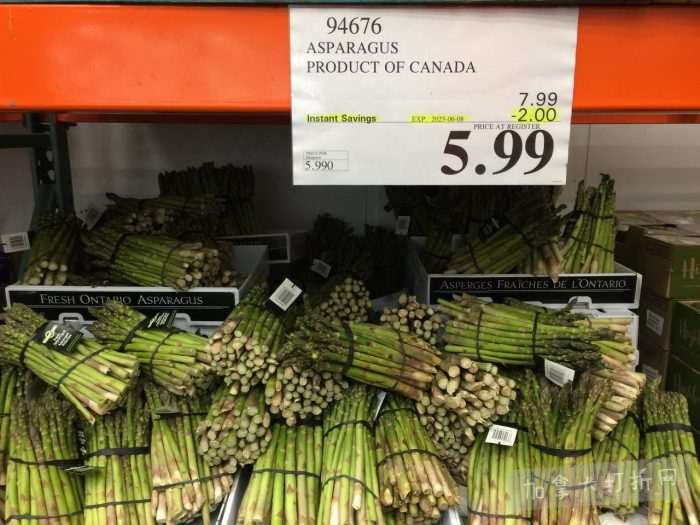 94676
ASPARAGUS
PRODUCT OF CANADA
7.99
Instant Savings EXP. 2025-06-08 -2.00
PRICE AT REGISTER
5.99
5.990
FRESH ONTARIO ASPARAGUS
ASPERGES FRAÎCHES DE L'ONTARIO
加拿大打折网